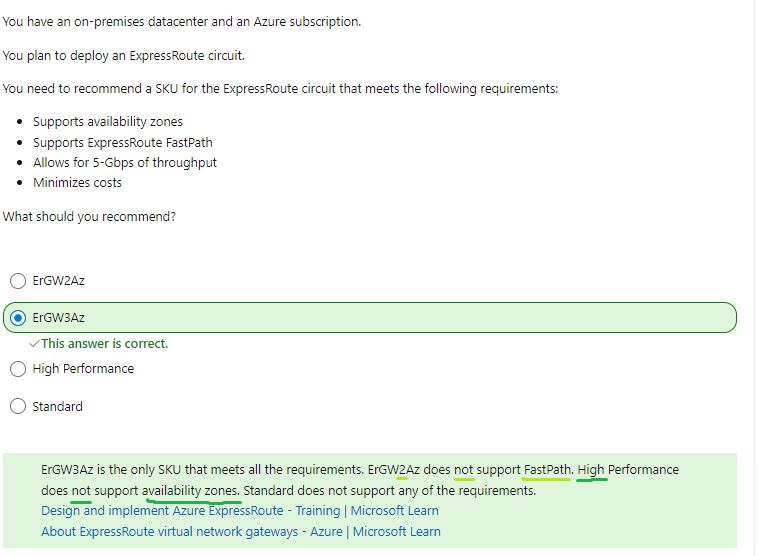 You have an on-premises datacenter and an Azure subscription.
You plan to deploy an ExpressRoute circuit.
You need to recommend a SKU for the ExpressRoute circuit that meets the following requirements:
• Supports availability zones
• Supports ExpressRoute FastPath
• Allows for 5-Gbps of throughput
• Minimizes costs
What should you recommend?
ErGW2Az
ErGW3Az
✓This answer is correct.
High Performance
Standard
ErGW3Az is the only SKU that meets all the requirements. ErGW2Az does not support FastPath. High Performance
does not support availability zones. Standard does not support any of the requirements.
Design and implement Azure ExpressRoute - Training | Microsoft Learn
About ExpressRoute virtual network gateways - Azure | Microsoft Learn